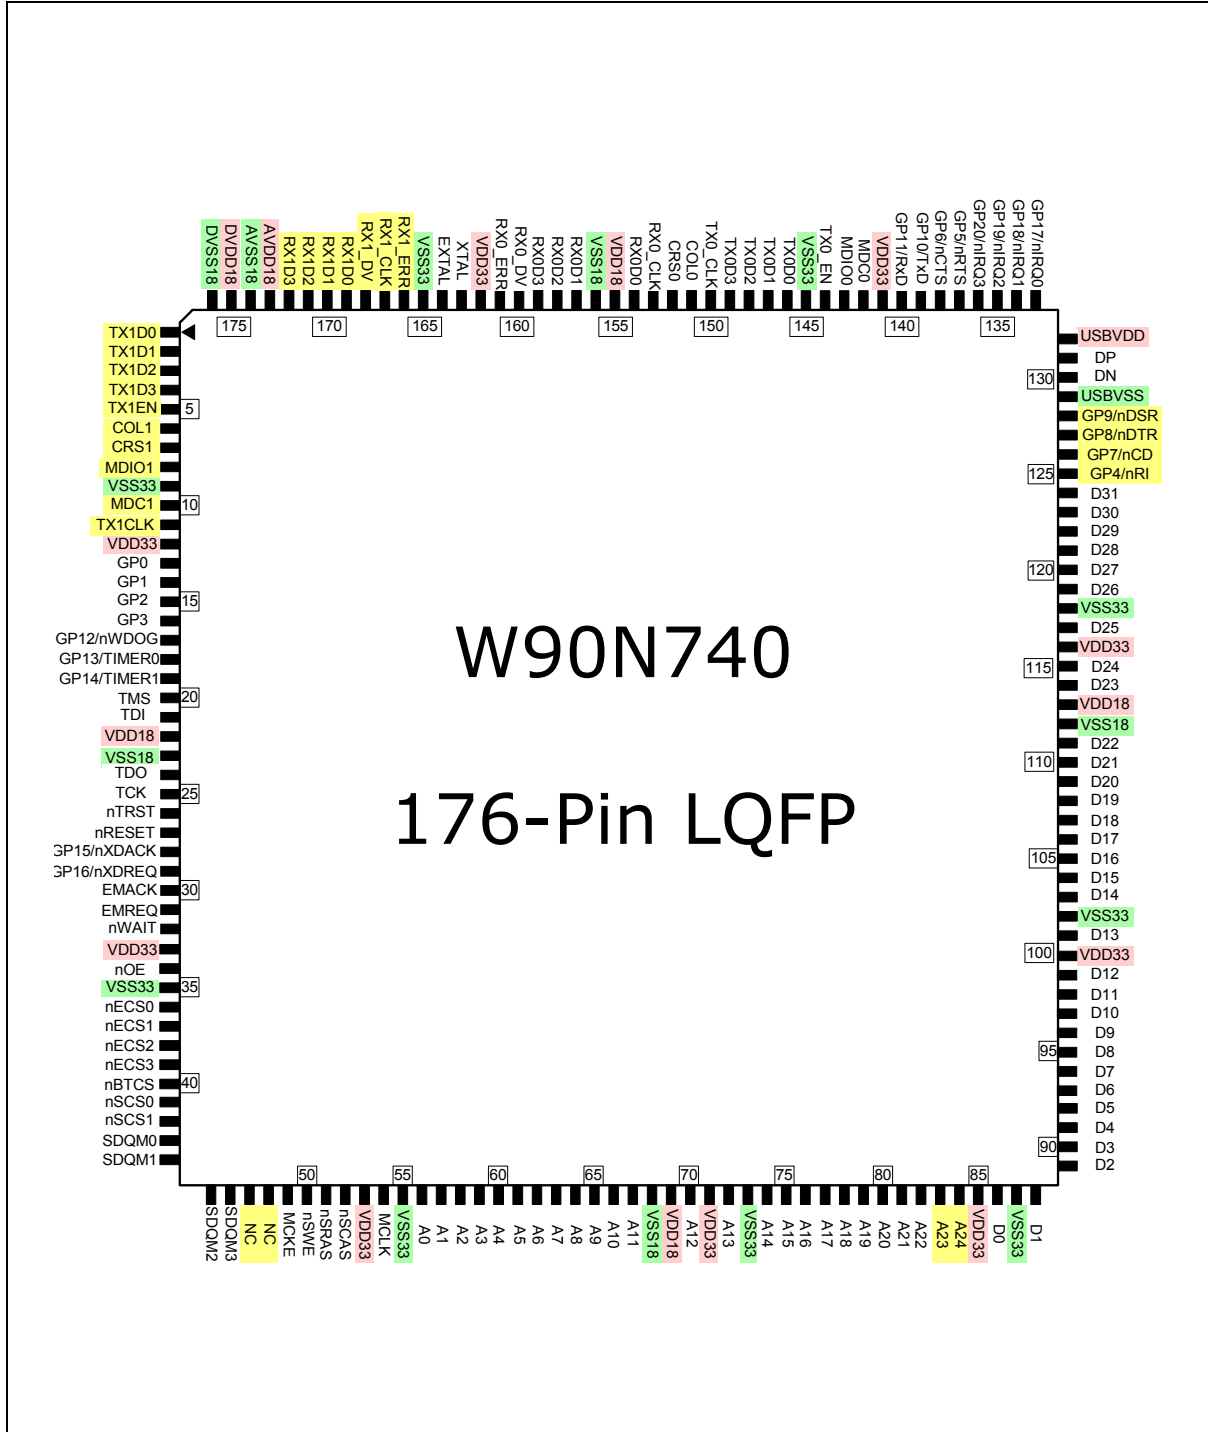 DVSS18
DVDD18
AVSS18
AVDD18
RX1D3
RX1D2
RX1D1
RX1D0
RX1_DV
RX1_CLK
RX1_ERR
VSS33
EXTAL
XTAL
VDD33
RX0_ERR
RX0_DV
RX0D3
RX0D2
RX0D1
VSS18
VDD18
RX0D0
RX0_CLK
CRS0
COL0
TX0_CLK
TX0D3
TX0D2
TX0D1
TX0D0
VSS33
TX0_EN
MDIO0
MDC0
VDD33
GP11/RxD
GP10/TxD
GP6/nCTS
GP5/nRTS
GP20/nIRQ3
GP19/nIRQ2
GP18/nIRQ1
GP17/nIRQ0
175
170
165
160
155
150
145
140
135
TX1D0
TX1D1
TX1D2
TX1D3
TX1EN
5
COL1
CRS1
MDIO1
VSS33
MDC1
10
TX1CLK
VDD33
GP0
GP1
GP2
15
GP3
GP12/nWDOG
GP13/TIMER0
GP14/TIMER1
TMS
20
TDI
VDD18
VSS18
TDO
TCK
25
nTRST
nRESET
GP15/nXDACK
GP16/nXDREQ
EMACK
30
EMREQ
nWAIT
VDD33
nOE
VSS33
35
nECS0
nECS1
nECS2
nECS3
nBTCS
40
nSCS0
nSCS1
SDQM0
SDQM1
W90N740
176-Pin LQFP
USBVDD
DP
DN
130
USBVSS
GP9/nDSR
GP8/nDTR
GP7/nCD
GP4/nRI
125
D31
D30
D29
D28
D27
120
D26
VSS33
D25
VDD33
D24
115
D23
VDD18
VSS18
D22
D21
110
D20
D19
D18
D17
D16
105
D15
D14
VSS33
D13
VDD33
100
D12
D11
D10
D9
D8
95
D7
D6
D5
D4
D3
90
D2
50
55
60
65
70
75
80
85
SDQM2
SDQM3
NC
NC
MCKE
nSWE
nSRAS
nSCAS
VDD33
MCLK
VSS33
A0
A1
A2
A3
A4
A5
A6
A7
A8
A9
A10
A11
VSS18
VDD18
A12
VDD33
A13
VSS33
A14
A15
A16
A17
A18
A19
A20
A21
A22
A23
A24
VDD33
D0
VSS33
D1